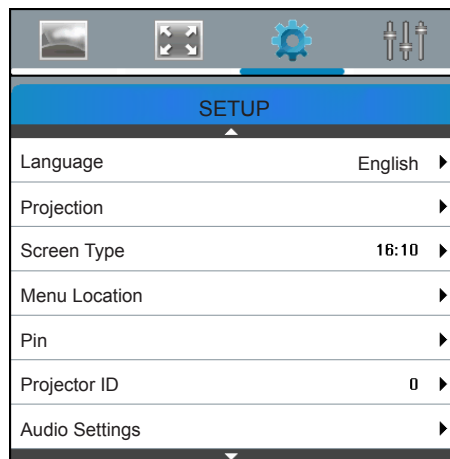 SETUP
Language English
Projection
Screen Type 16:10
Menu Location
Pin
Projector ID 0
Audio Settings